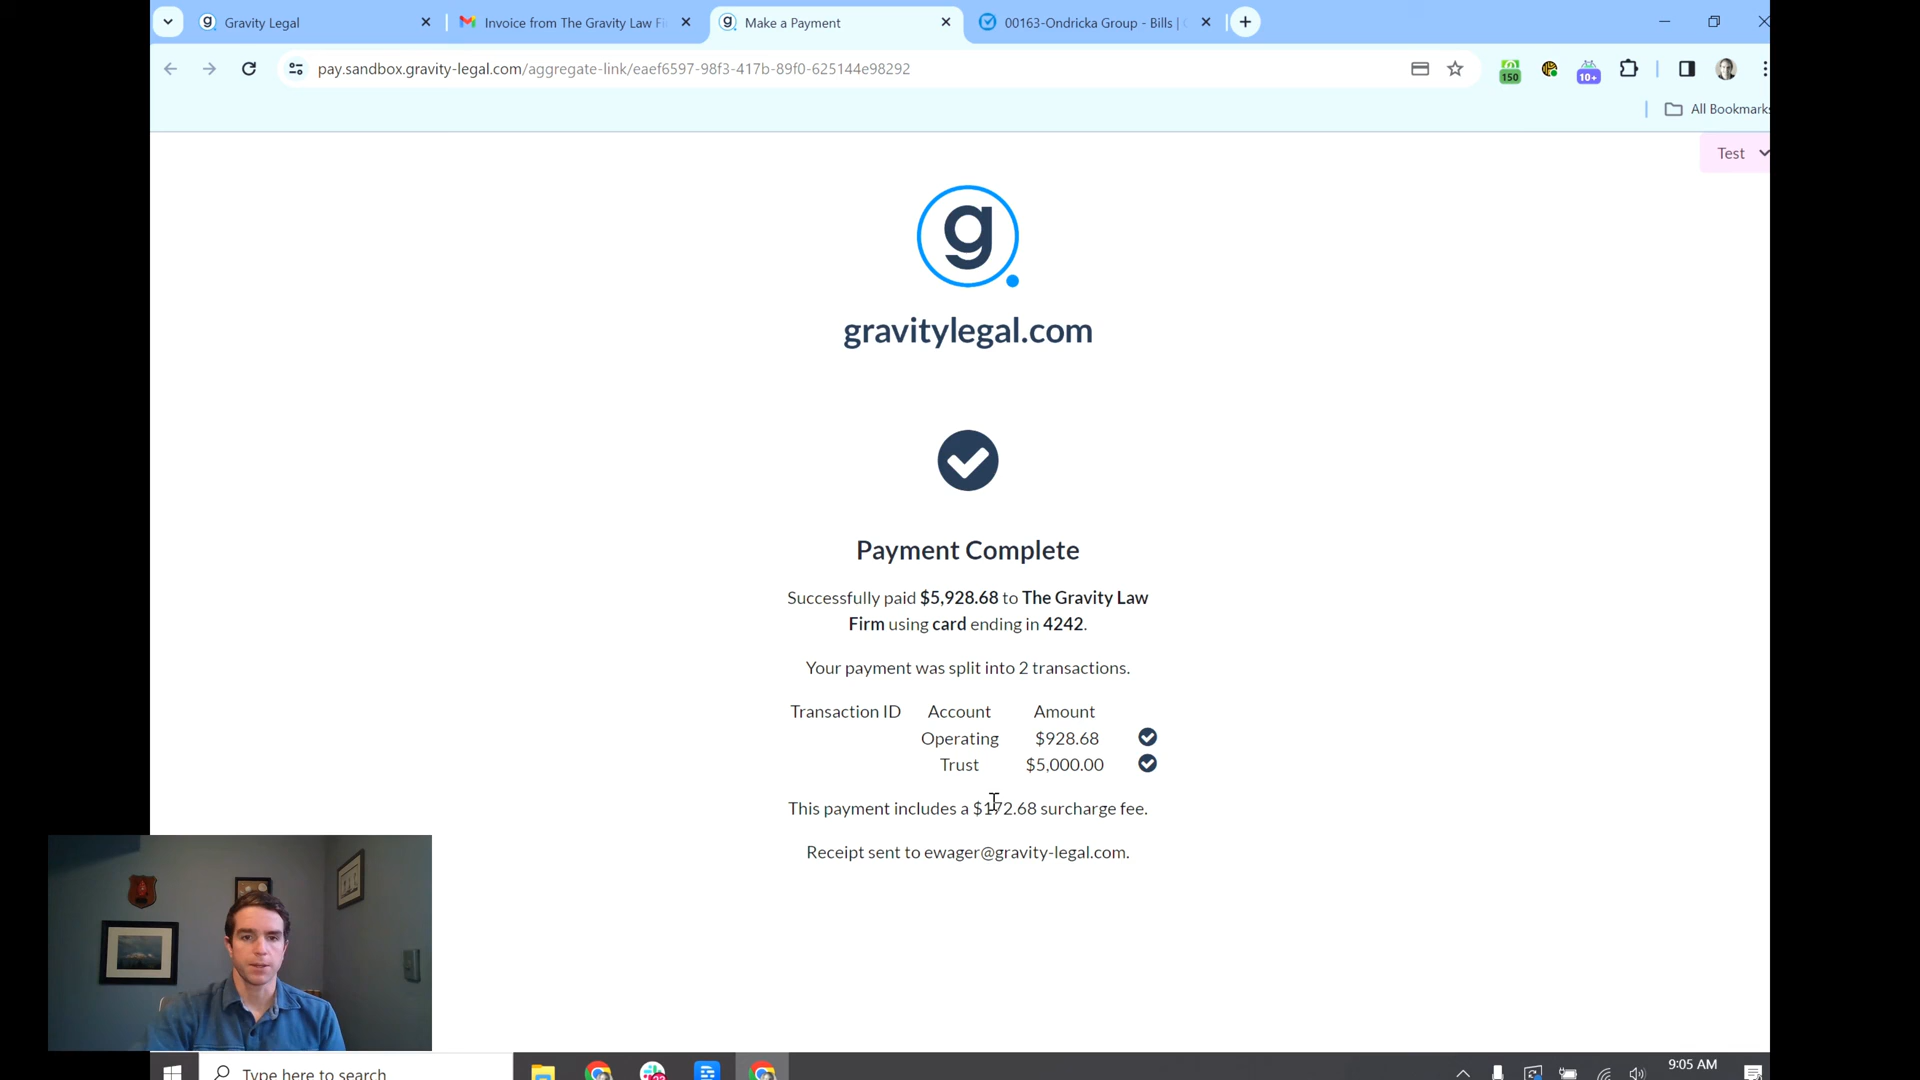 Gravity Legal
Invoice from The Gravity Law Fi
Make a Payment
00163-Ondricka Group - Bills |
pay.sandbox.gravity-legal.com/aggregate-link/eaef6597-98f3-417b-89f0-625144e98292
150
10+
All Bookmarks
Test
g
gravitylegal.com
Payment Complete
Successfully paid $5,928.68 to The Gravity Law
Firm using card ending in 4242.
Your payment was split into 2 transactions.
Transaction ID Account Amount
Operating $928.68
Trust $5,000.00
This payment includes a $172.68 surcharge fee.
Receipt sent to ewager@gravity-legal.com.
Type here to search
9:05 AM